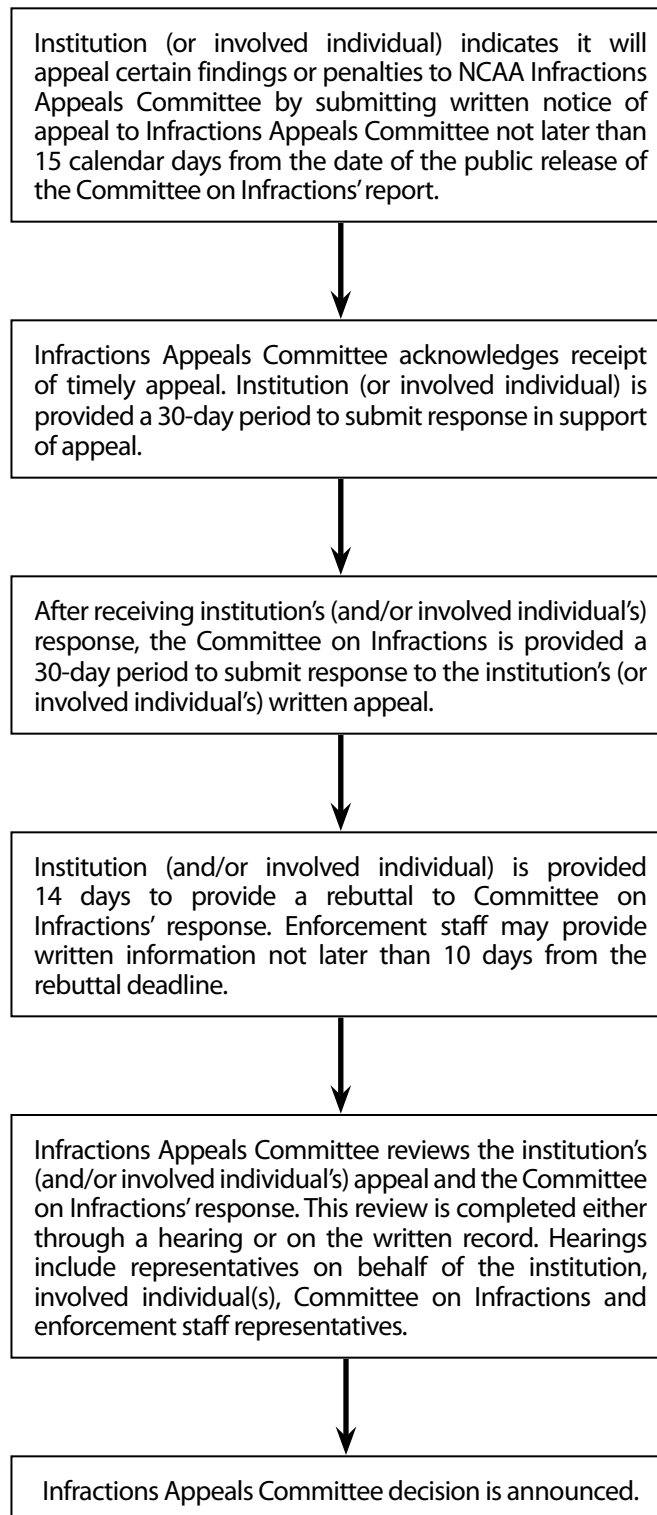 Institution (or involved individual) indicates it will
appeal certain findings or penalties to NCAA Infractions
Appeals Committee by submitting written notice of
appeal to Infractions Appeals Committee not later than
15 calendar days from the date of the public release of
the Committee on Infractions’ report.
Infractions Appeals Committee acknowledges receipt
of timely appeal. Institution (or involved individual) is
provided a 30-day period to submit response in support
of appeal.
After receiving institution’s (and/or involved individual’s)
response, the Committee on Infractions is provided a
30-day period to submit response to the institution’s (or
involved individual’s) written appeal.
Institution (and/or involved individual) is provided
14 days to provide a rebuttal to Committee on
Infractions’ response. Enforcement staff may provide
written information not later than 10 days from the
rebuttal deadline.
Infractions Appeals Committee reviews the institution’s
(and/or involved individual’s) appeal and the Committee
on Infractions’ response. This review is completed either
through a hearing or on the written record. Hearings
include representatives on behalf of the institution,
involved individual(s), Committee on Infractions and
enforcement staff representatives.
Infractions Appeals Committee decision is announced.